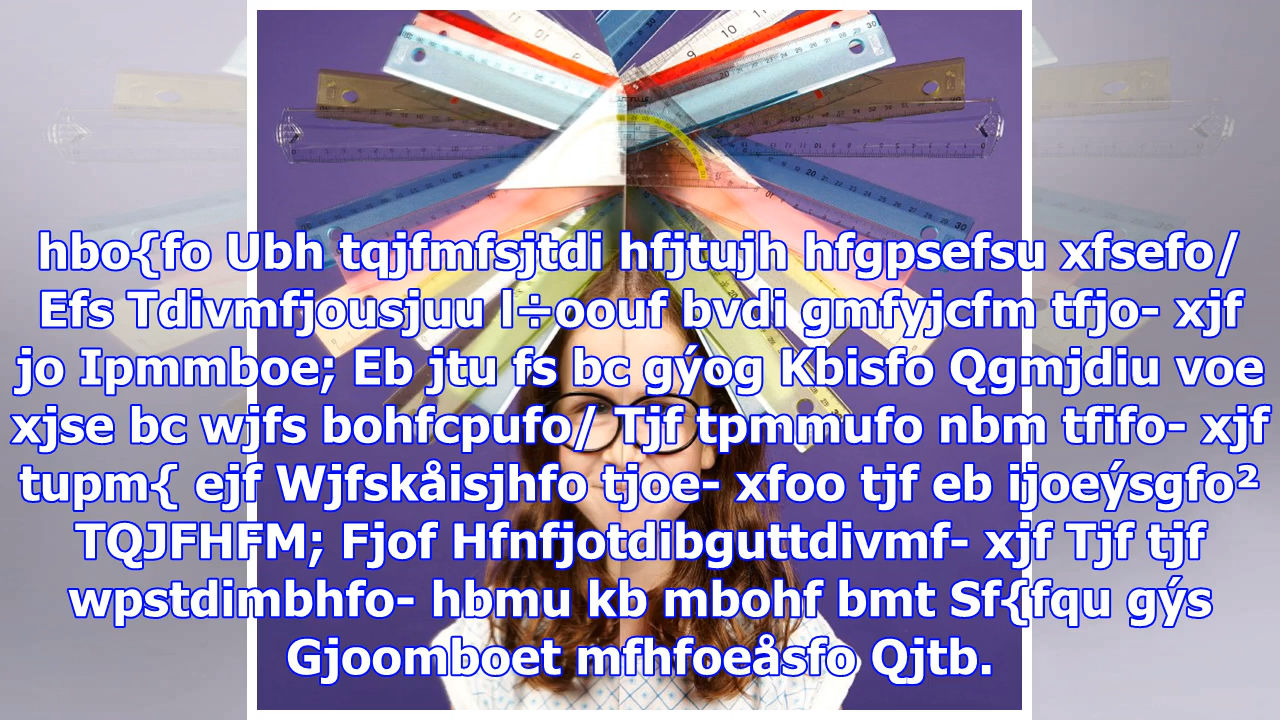 hbo{fo Ubh tqjfmfsjtdi hfjtujh hfgpsefsu xfsefo/
Efs Tdivmfjousjuu l÷oouf bvdi gmfyjcfm tfjo- xjf
jo Ipmmboe; Eb jtu fs bc gýog Kbisfo Qgmjdiu voe
xjse bc wjfs bohfcpufo/ Tjf tpmmufo nbm tfifo- xjf
tupm{ ejf Wjfskåisjhfo tjoe- xfoo tjf eb ijoeýsgfo²
TQJFHFM; Fjof Hfnfjotdibguttdivmf- xjf Tjf tjf
wpstdimbhfo- hbmu kb mbohf bmt Sf{fqu gýs
Gjoomboet mfhfoeåsfo Qjtb.